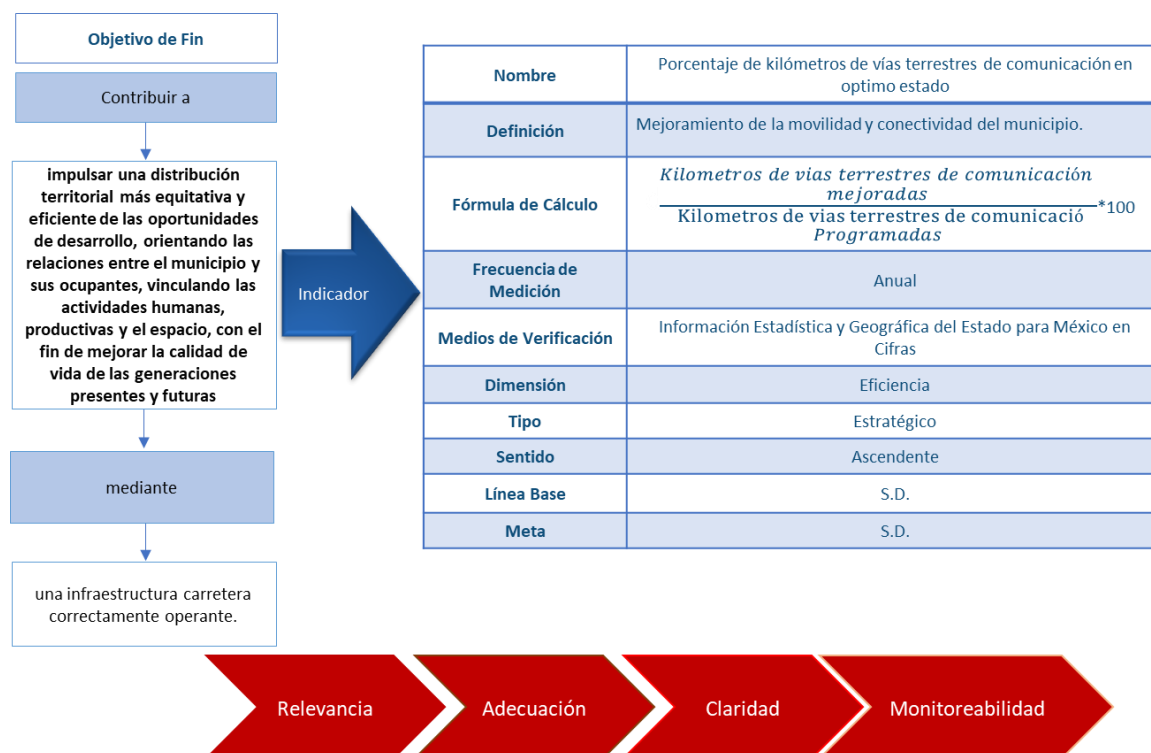 Objetivo de Fin
Contribuir a
impulsar una distribución
territorial más equitativa y
eficiente de las oportunidades
de desarrollo, orientando las
relaciones entre el municipio y
sus ocupantes, vinculando las
actividades humanas,
productivas y el espacio, con el
fin de mejorar la calidad de
vida de las generaciones
presentes y futuras
mediante
una infraestructura carretera
correctamente operante.
Indicador
Nombre
Porcentaje de kilómetros de vías terrestres de comunicación en
optimo estado
Definición
Mejoramiento de la movilidad y conectividad del municipio.
Fórmula de Cálculo
Kilometros de vias terrestres de comunicación
mejoradas
Kilometros de vias terrestres de comunicació
Programadas
*100
Frecuencia de
Medición
Anual
Medios de Verificación
Información Estadística y Geográfica del Estado para México en
Cifras
Dimensión
Eficiencia
Tipo
Estratégico
Sentido
Ascendente
Línea Base
S.D.
Meta
S.D.
Relevancia
Adecuación
Claridad
Monitoreabilidad